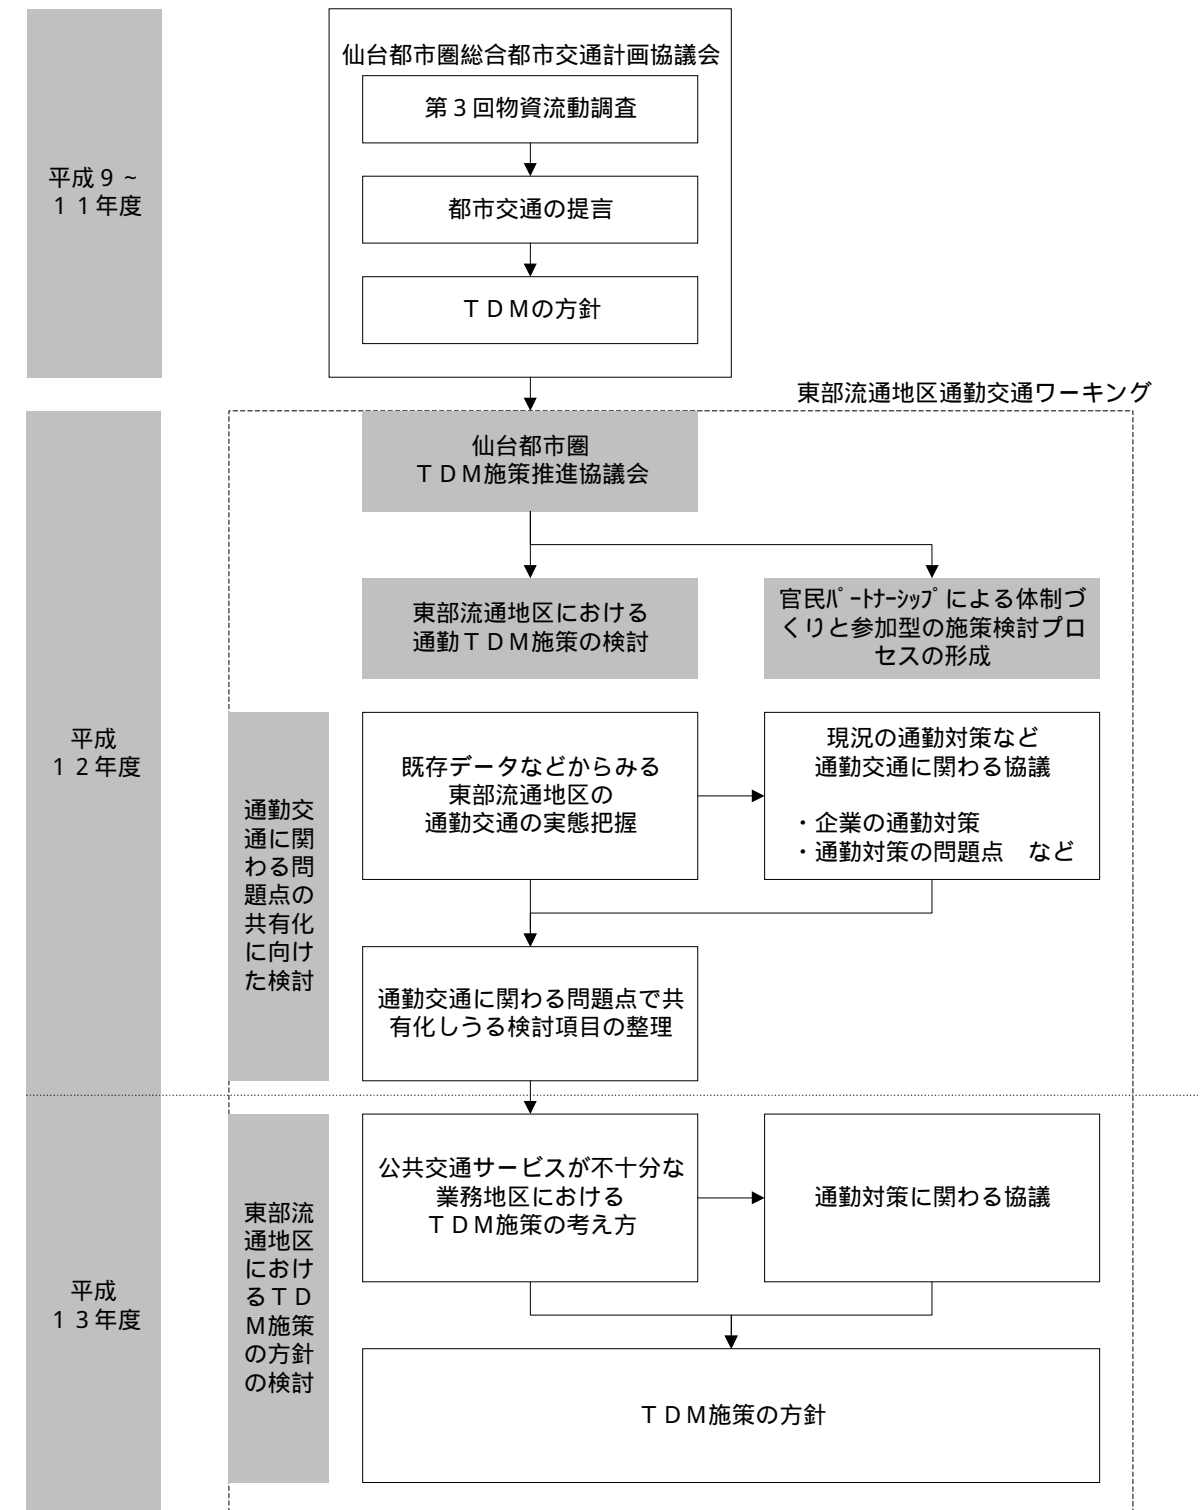 平成９~
１１年度
仙台都市圏総合都市交通計画協議会
第３回物資流動調査
都市交通の提言
ＴＤＭの方針
東部流通地区通勤交通ワーキング
平成
１２年度
仙台都市圏
ＴＤＭ施策推進協議会
東部流通地区における
通勤ＴＤＭ施策の検討
官民ﾊﾟｰﾄﾅｰｼｯﾌﾟによる体制づ
くりと参加型の施策検討プロ
セスの形成
通勤交
通に関
わる問
題点の
共有化
に向け
た検討
既存データなどからみる
東部流通地区の
通勤交通の実態把握
現況の通勤対策など
通勤交通に関わる協議
・企業の通勤対策
・通勤対策の問題点　など
通勤交通に関わる問題点で共
有化しうる検討項目の整理
平成
１３年度
東部流
通地区
におけ
るＴＤ
Ｍ施策
の方針
の検討
公共交通サービスが不十分な
業務地区における
ＴＤＭ施策の考え方
通勤対策に関わる協議
ＴＤＭ施策の方針